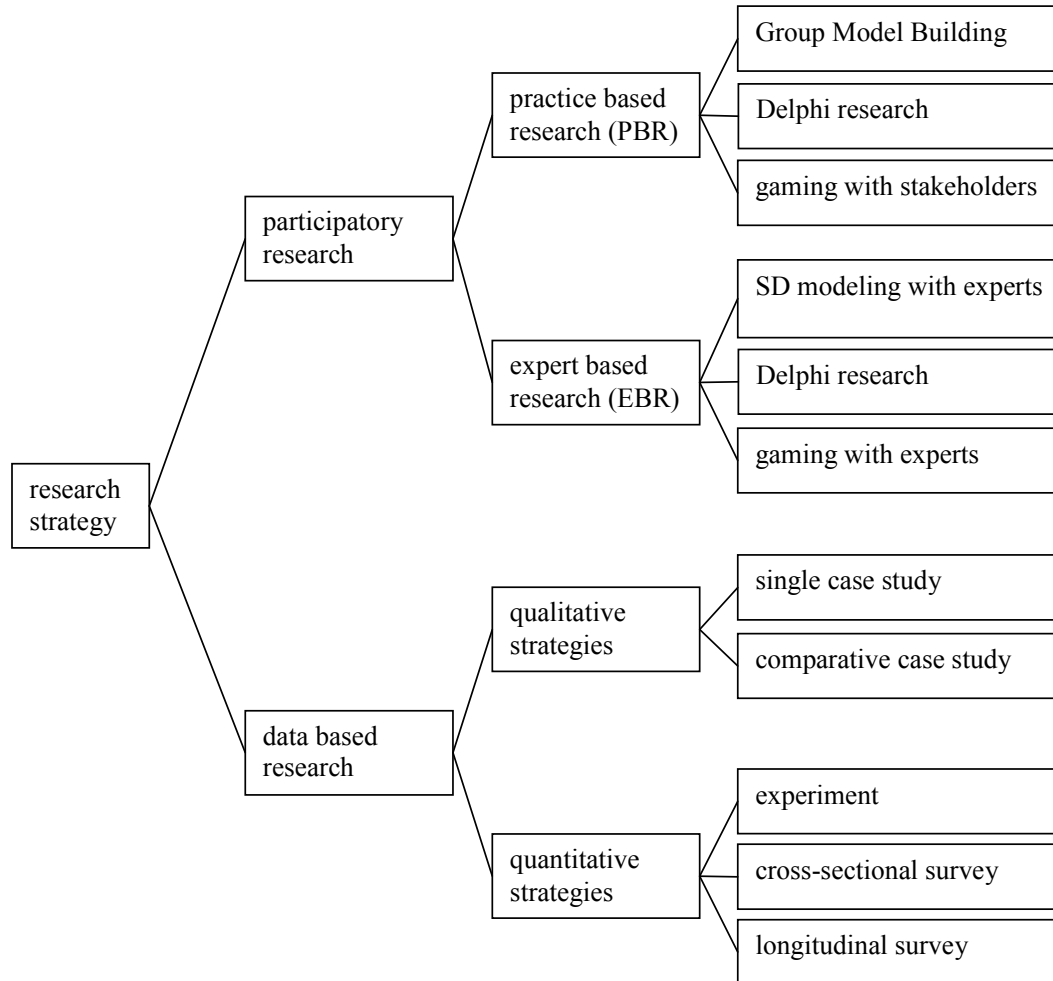 Group Model Building
practice based
research (PBR)
Delphi research
gaming with stakeholders
participatory
research
SD modeling with experts
expert based
research (EBR)
Delphi research
gaming with experts
research
strategy
single case study
qualitative
strategies
comparative case study
data based
research
experiment
quantitative
strategies
cross-sectional survey
longitudinal survey